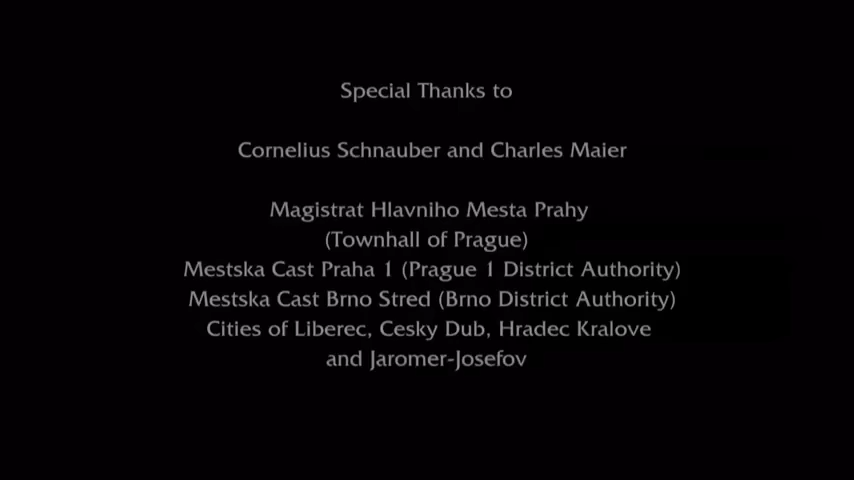 Special Thanks to
Cornelius Schnauber and Charles Maier
Magistrat Hlavniho Mesta Prahy
(Townhall of Prague)
Mestska Cast Praha 1 (Prague 1 District Authority)
Mestska Cast Brno Stred (Brno District Authority)
Cities of Liberec, Cesky Dub, Hradec Kralove
and Jaromer-Josefov